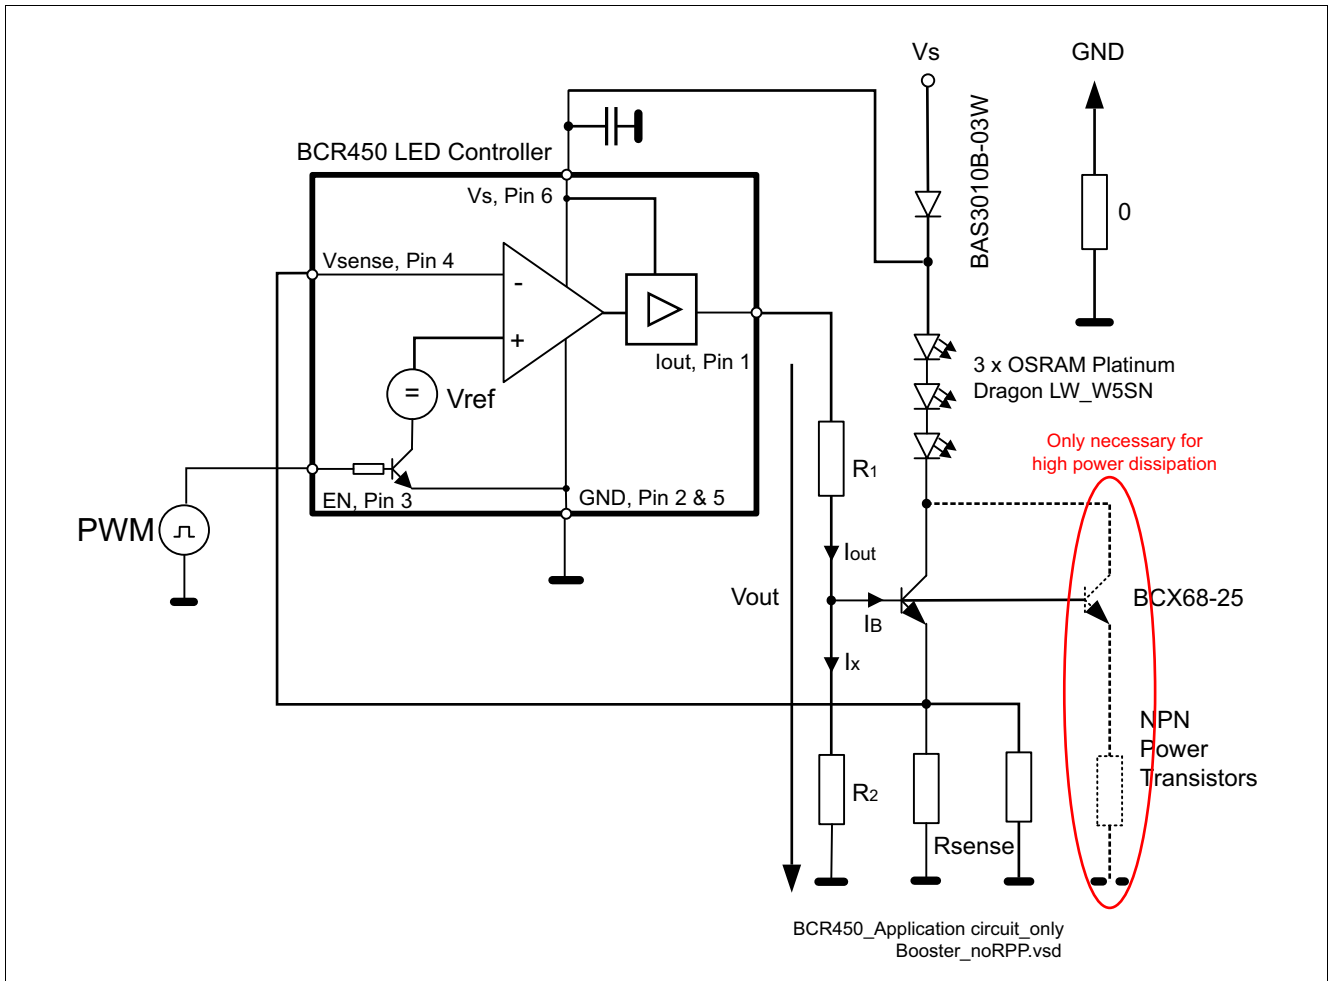 Vs
GND
BAS3010B-03W
BCR450 LED Controller
Vs, Pin 6
0
Vsense, Pin 4
-
+
Iout, Pin 1
3 x OSRAM Platinum
Dragon LW_W5SN
=
Vref
Only necessary for
high power dissipation
R1
EN, Pin 3
GND, Pin 2 & 5
PWM
Iout
Vout
IB
BCX68-25
Ix
NPN
Power
Transistors
R2
Rsense
BCR450_Application circuit_only
Booster_noRPP.vsd